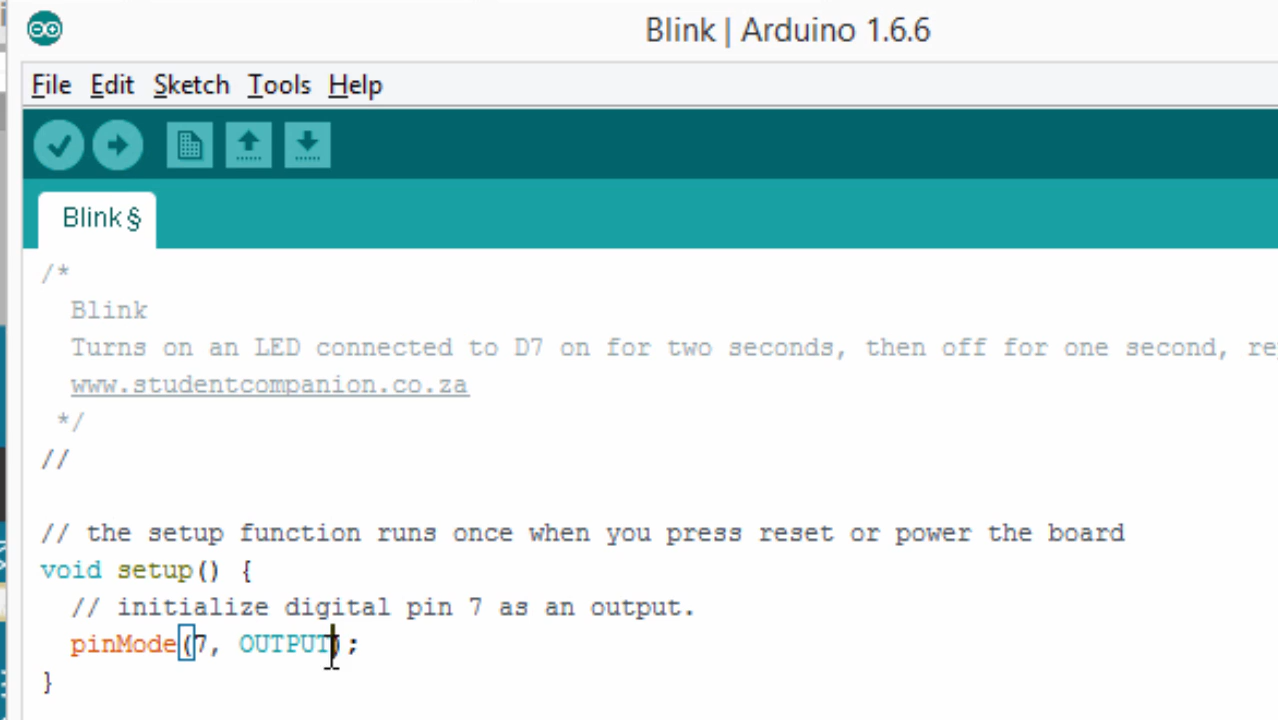 Blink | Arduino 1.6.6
File Edit Sketch Tools Help
Blink §
/*
Blink
Turns on an LED connected to D7 on for two seconds, then off for one second, re
www.studentcompanion.co.za
*/
//
// the setup function runs once when you press reset or power the board
void setup() {
// initialize digital pin 7 as an output.
pinMode(7, OUTPUT);
}